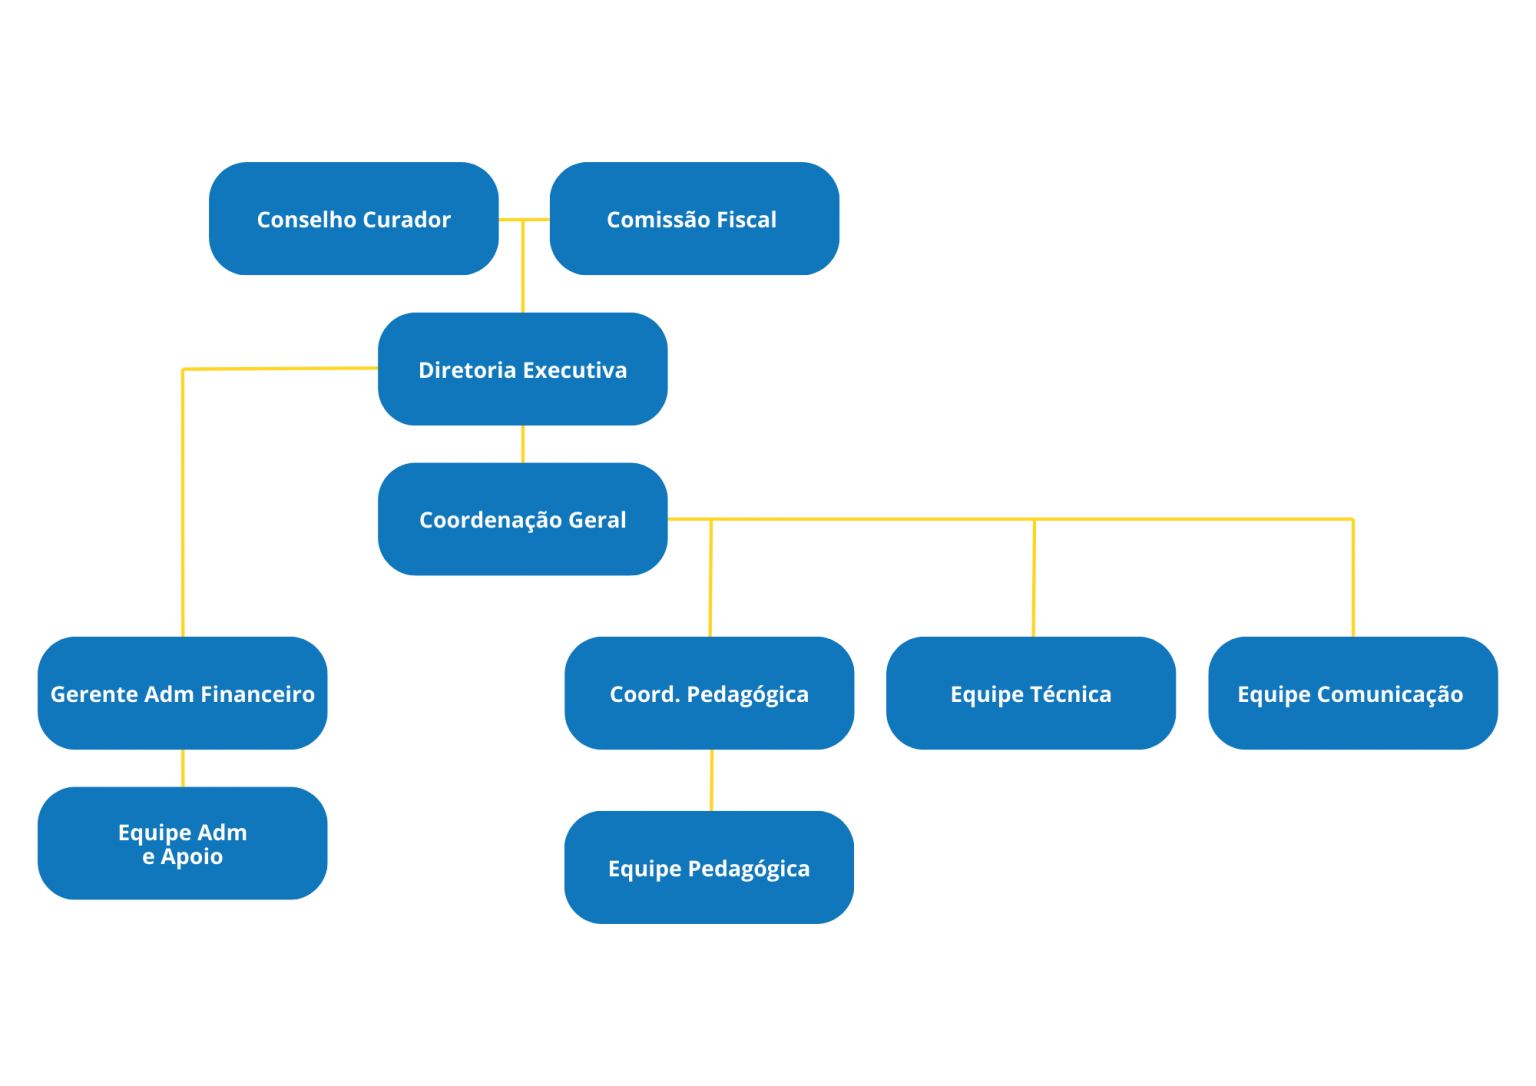 Conselho Curador
Comissão Fiscal
Diretoria Executiva
Coordenação Geral
Gerente Adm Financeiro
Coord. Pedagógica
Equipe Técnica
Equipe Comunicação
Equipe Adm
e Apoio
Equipe Pedagógica